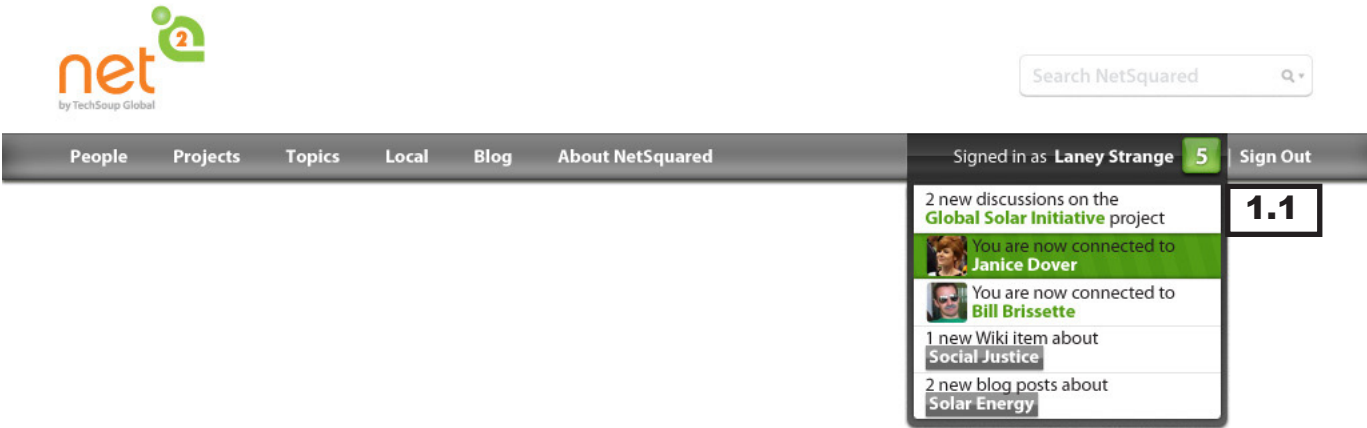 net 2
by TechSoup Global
Search NetSquared
People Projects Topics Local Blog About NetSquared Signed in as Laney Strange 5 | Sign Out
2 new discussions on the
Global Solar Initiative project
1.1
You are now connected to
Janice Dover
You are now connected to
Bill Brissette
1 new Wiki item about
Social Justice
2 new blog posts about
Solar Energy